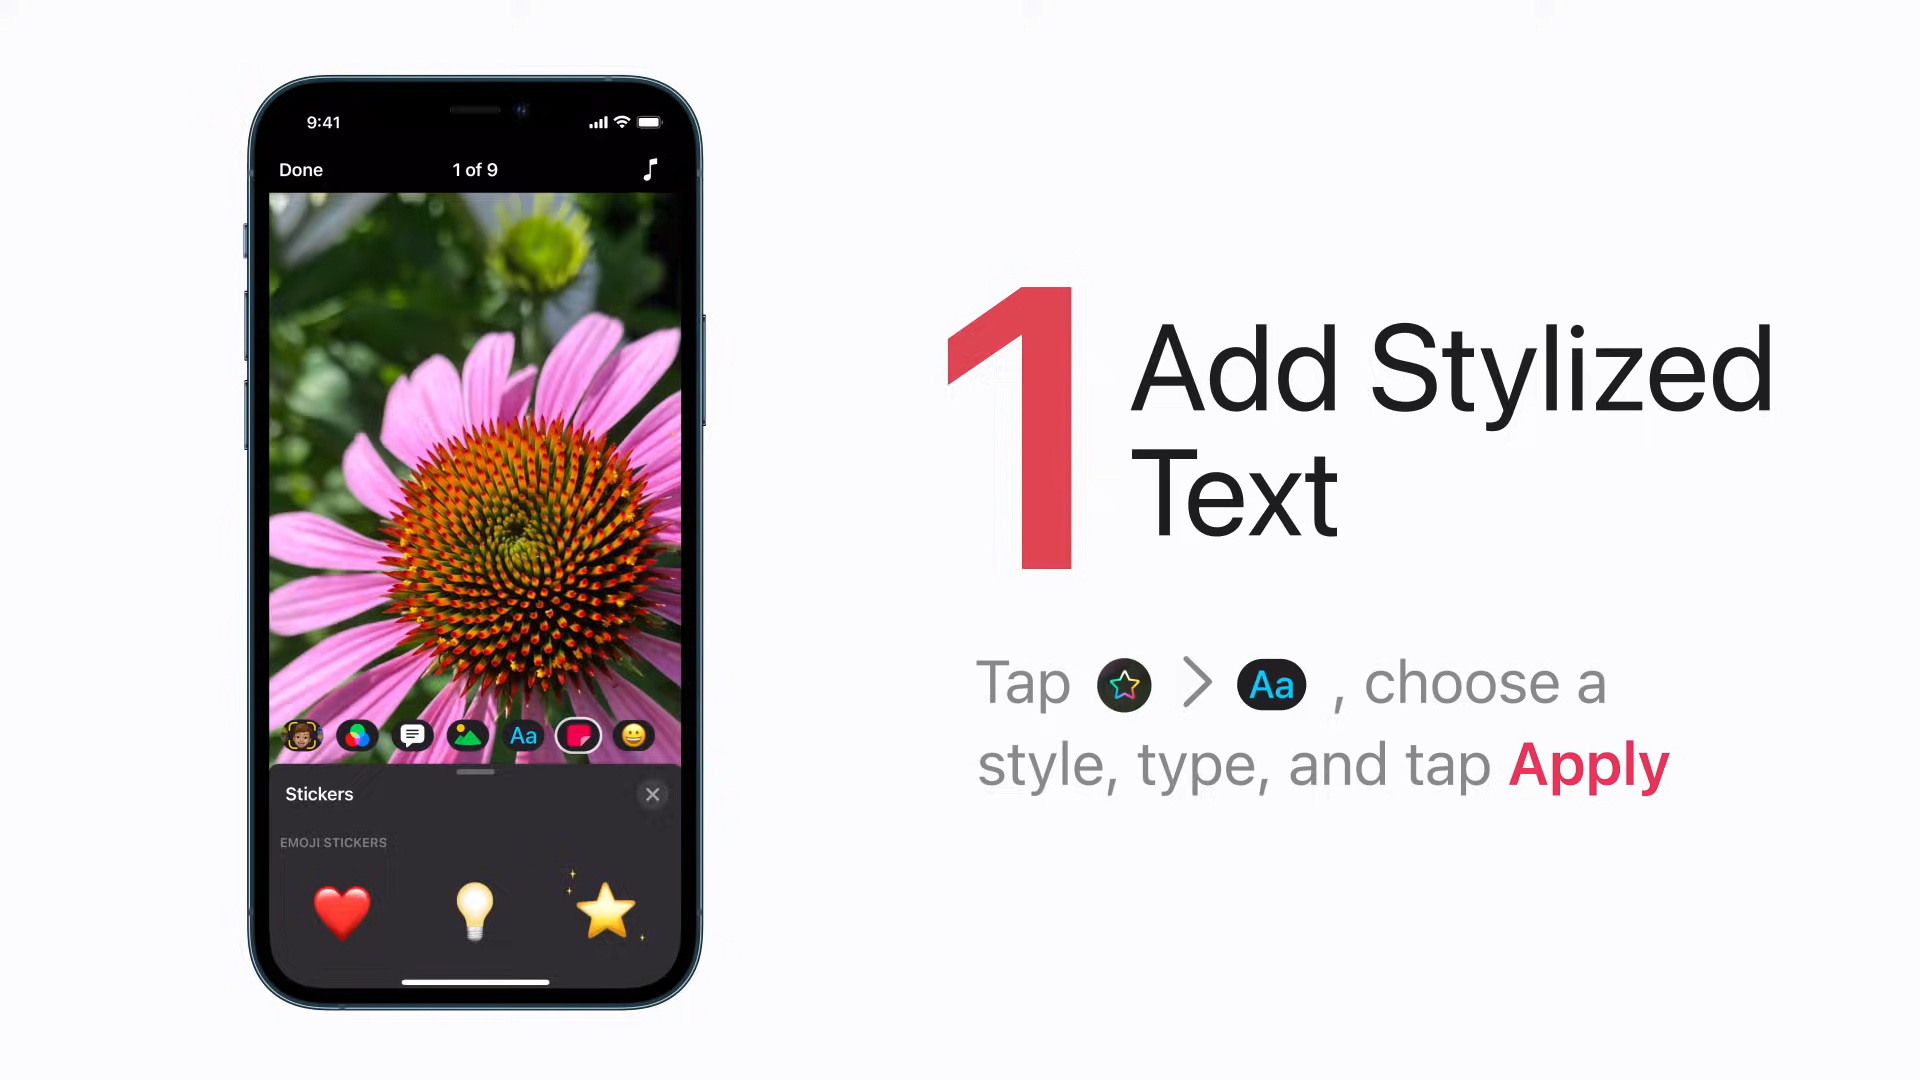 9:41
Done
1 of 9
Aa
Stickers
EMOJI STICKERS
1
Add Stylized
Text
Tap > Aa , choose a
style, type, and tap Apply